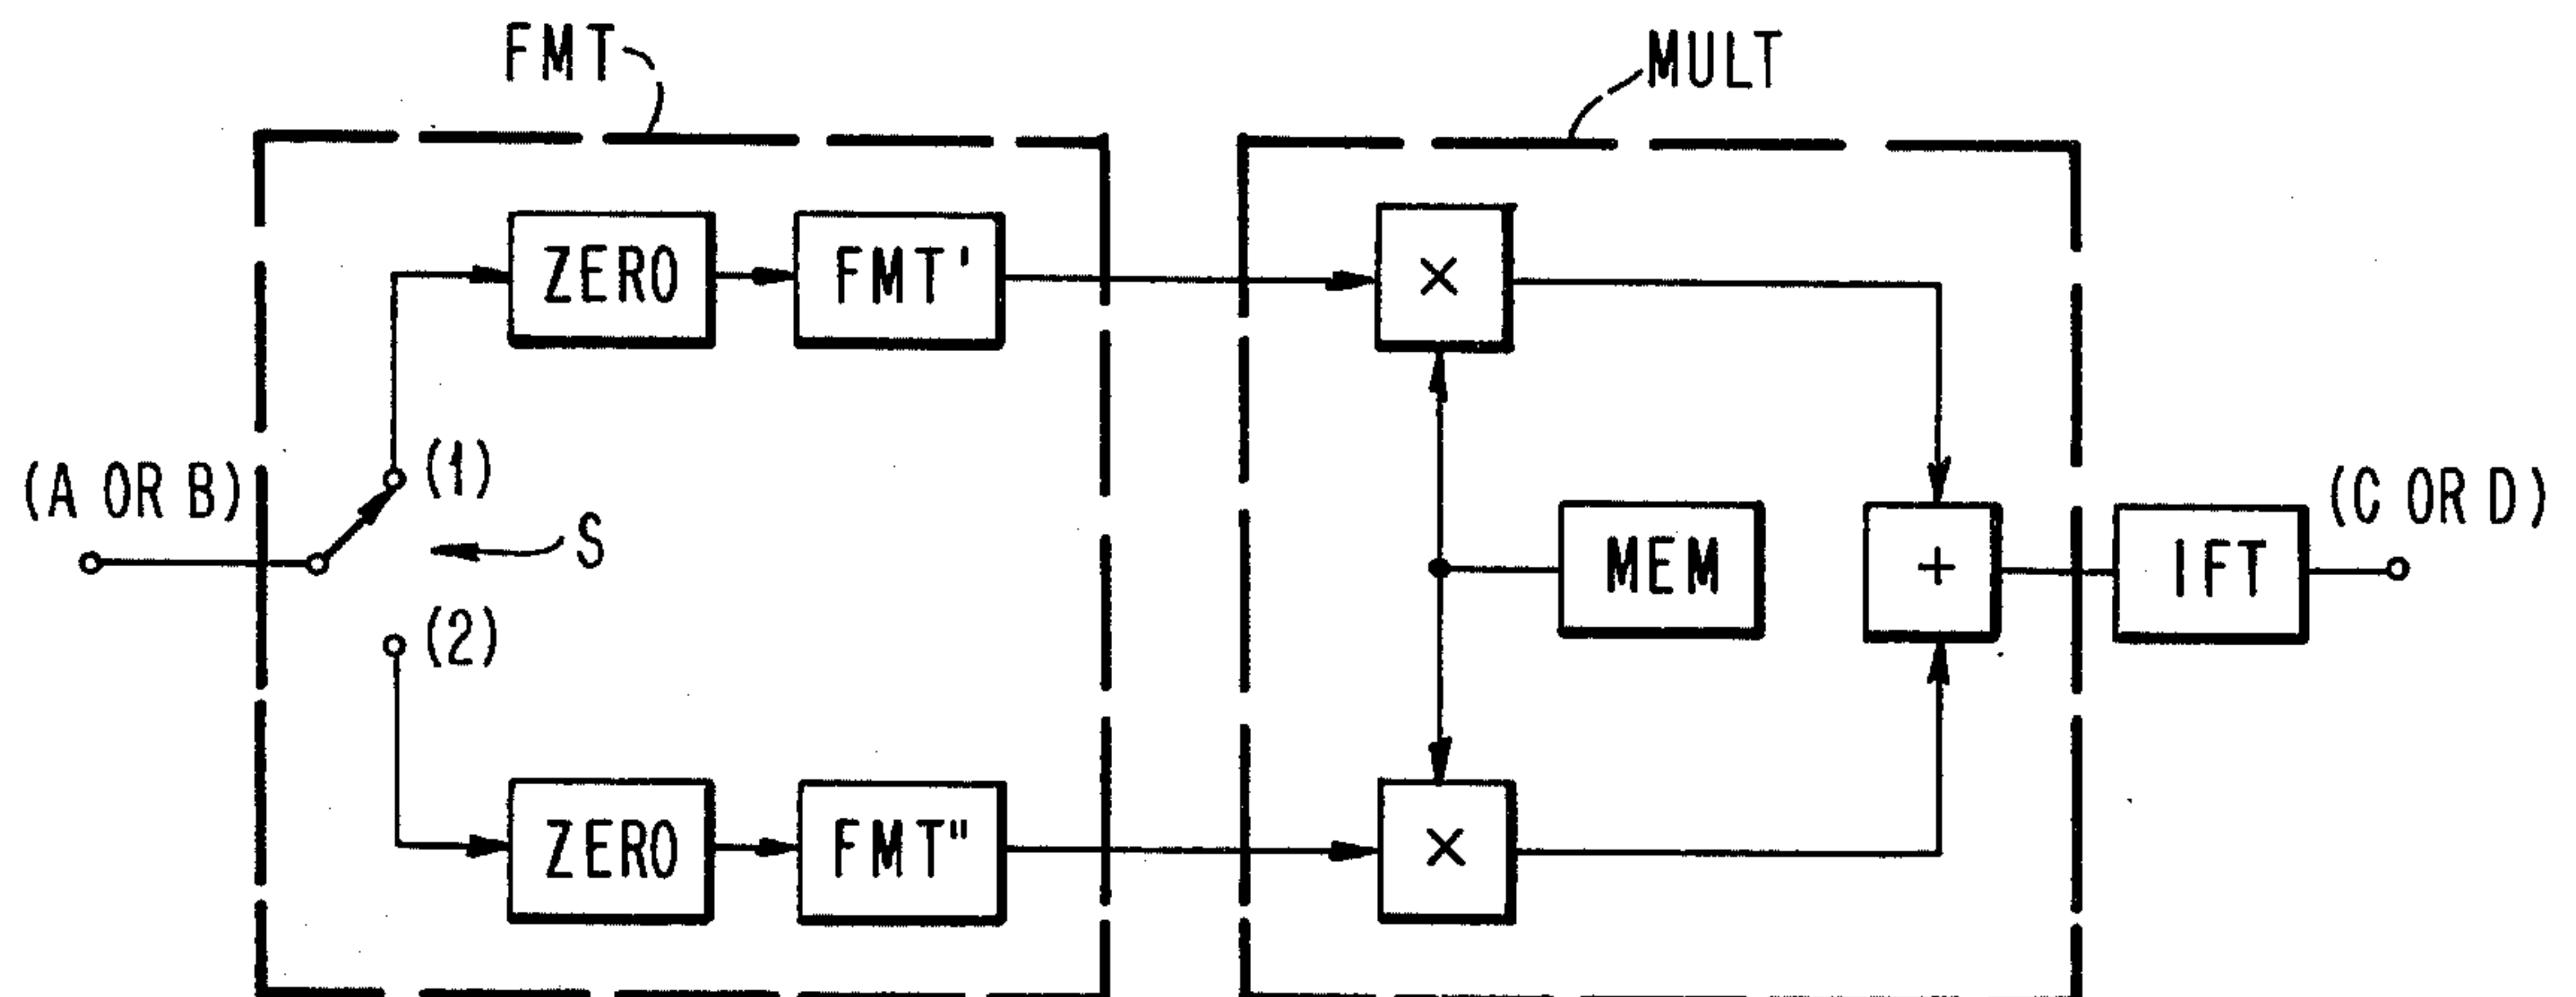 FMT
MULT
ZERO
FMT'
×
(A OR B)
(1)
S
(2)
MEM
+
IFT
(C OR D)
ZERO
FMT"
×